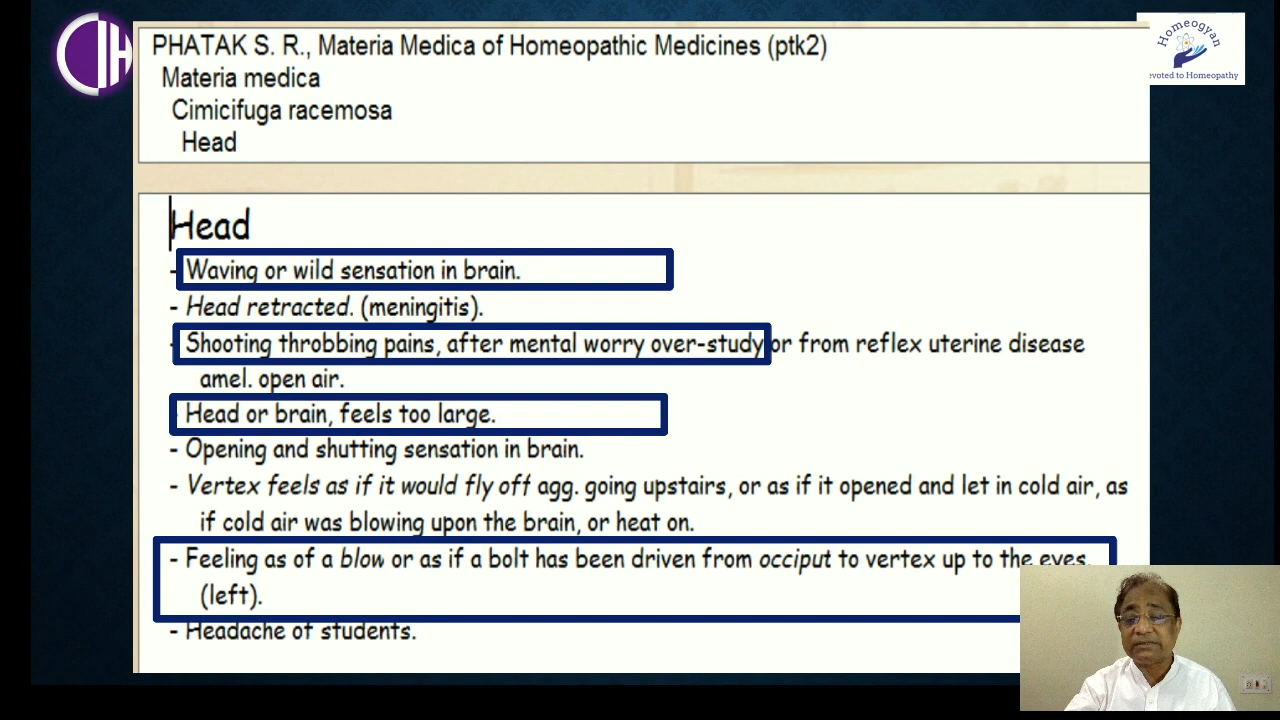 PHATAK S. R., Materia Medica of Homeopathic Medicines (ptk2)
Materia medica
Cimicifuga racemosa
Head
Head
- Waving or wild sensation in brain.
- Head retracted. (meningitis).
- Shooting throbbing pains, after mental worry over-study or from reflex uterine disease
amel. open air.
- Head or brain, feels too large.
- Opening and shutting sensation in brain.
- Vertex feels as if it would fly off agg. going upstairs, or as if it opened and let in cold air, as
if cold air was blowing upon the brain, or heat on.
- Feeling as of a blow or as if a bolt has been driven from occiput to vertex up to the eyes.
(left).
- Headache of students.
CIH
Homeogyan
evoted to Homeopathy